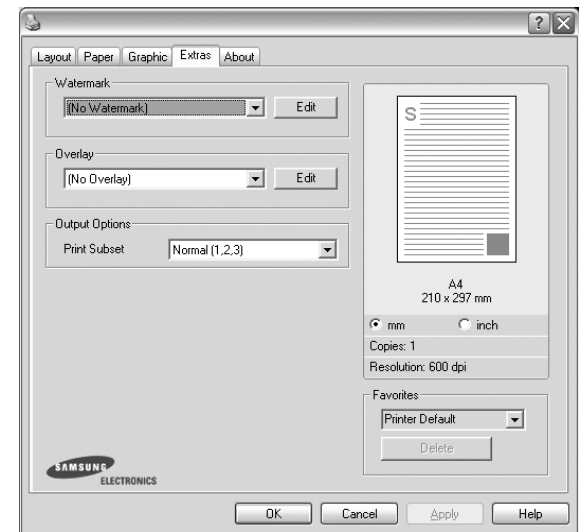 ?
Layout Paper Graphic Extras About
Watermark
(No Watermark) Edit
Overlay
(No Overlay) Edit
Output Options
Print Subset Normal (1,2,3)
S
A4
210 x 297 mm
mm inch
Copies: 1
Resolution: 600 dpi
Favorites
Printer Default
Delete
SAMSUNG
ELECTRONICS
OK Cancel Apply Help